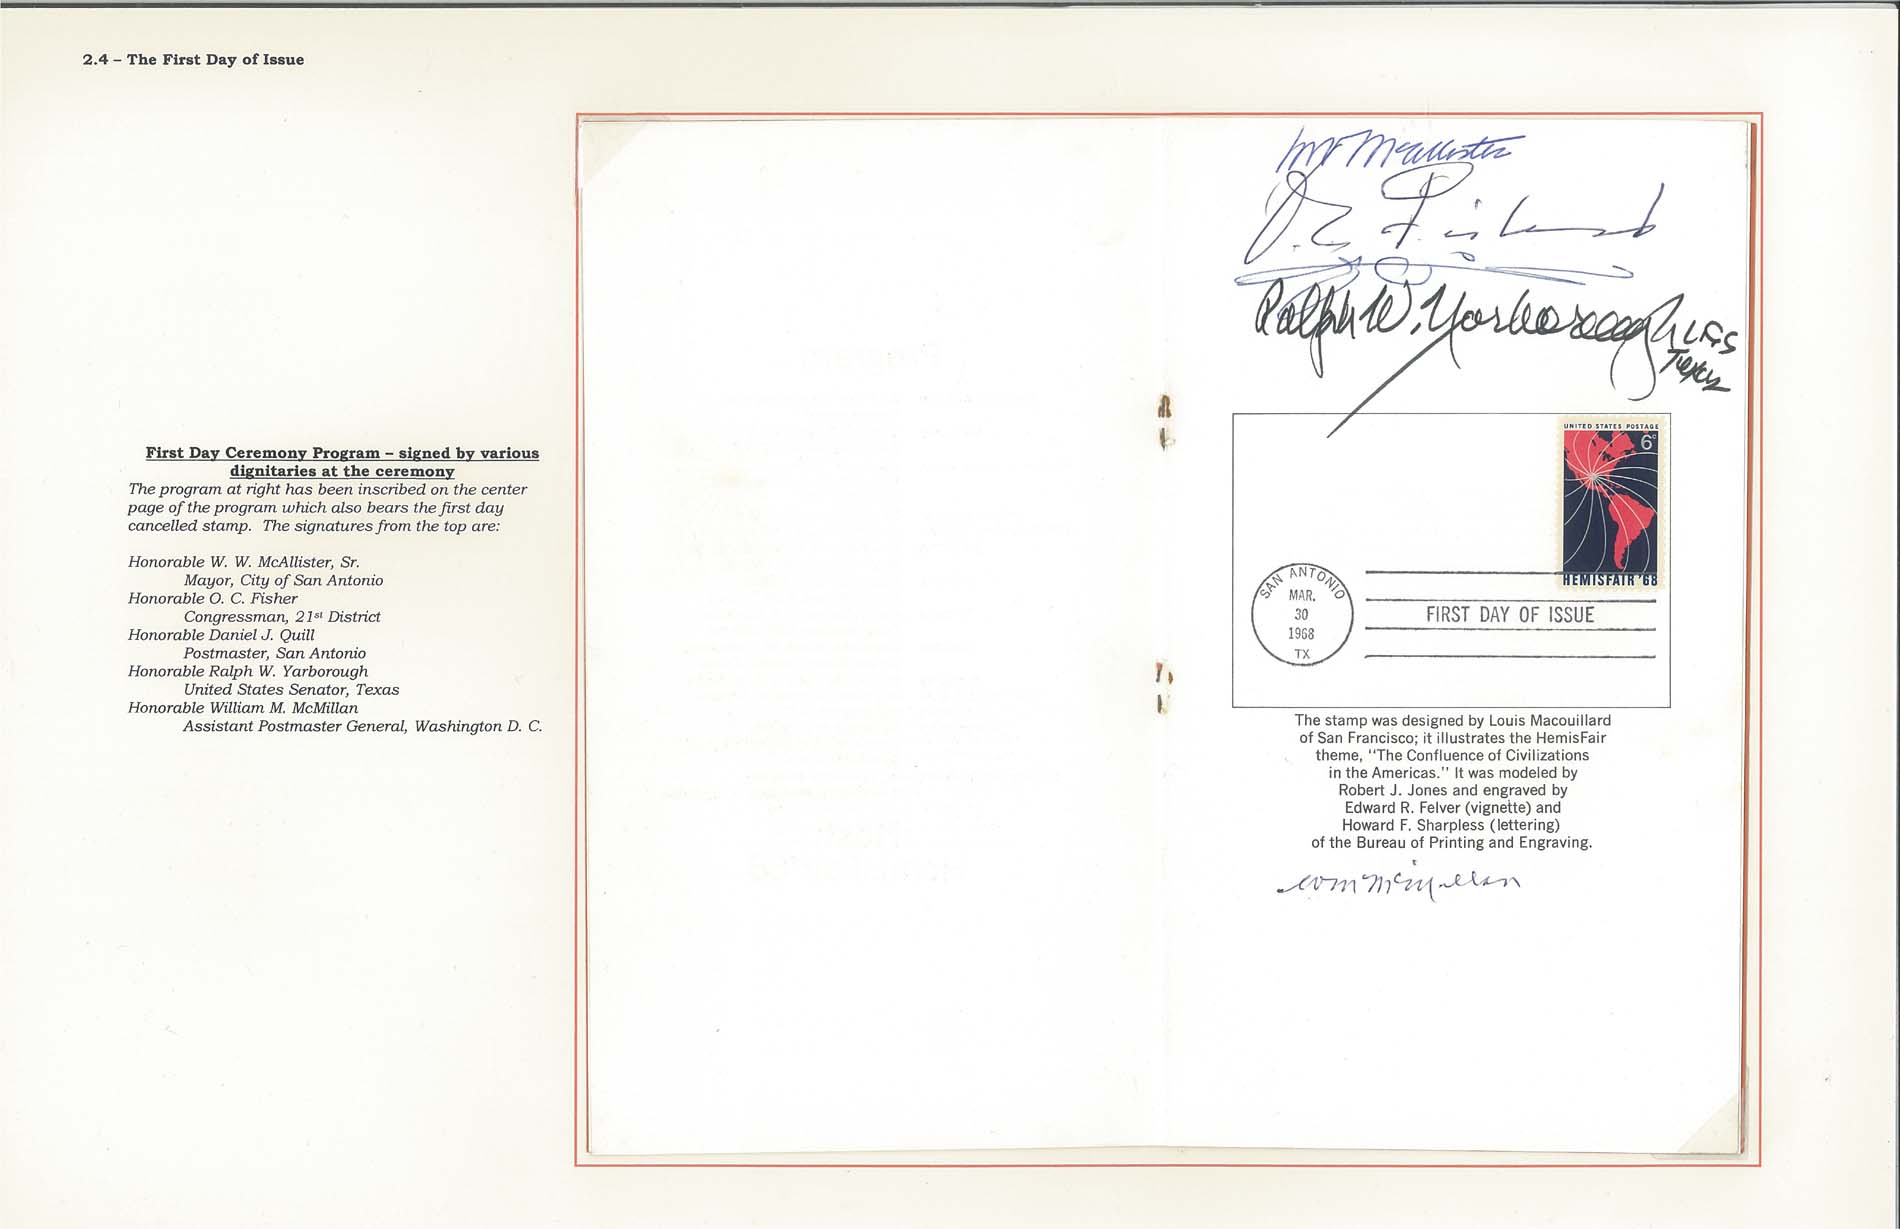 2.4 – The First Day of Issue
First Day Ceremony Program – signed by various
dignitaries at the ceremony
The program at right has been inscribed on the center
page of the program which also bears the first day
cancelled stamp.  The signatures from the top are:
Honorable W. W. McAllister, Sr.
Mayor, City of San Antonio
Honorable O. C. Fisher
Congressman, 21st District
Honorable Daniel J. Quill
Postmaster, San Antonio
Honorable Ralph W. Yarborough
United States Senator, Texas
Honorable William M. McMillan
Assistant Postmaster General, Washington D. C.
McAllister
O. C. Fisher
Ralph W. Yarborough
Texas
UNITED STATES POSTAGE
6c
HEMISFAIR '68
SAN ANTONIO
MAR.
30
1968
TX
FIRST DAY OF ISSUE
The stamp was designed by Louis Macouillard
of San Francisco; it illustrates the HemisFair
theme, "The Confluence of Civilizations
in the Americas." It was modeled by
Robert J. Jones and engraved by
Edward R. Felver (vignette) and
Howard F. Sharpless (lettering)
of the Bureau of Printing and Engraving.
Wm McMillan